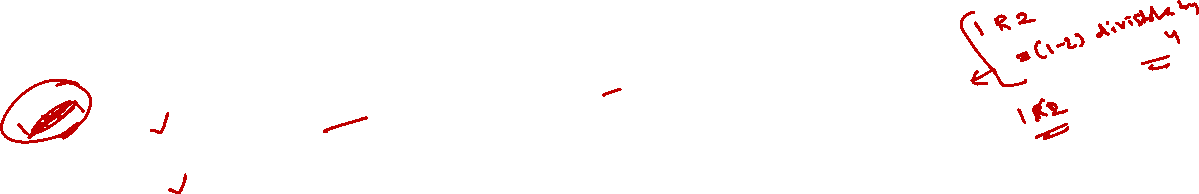 1 R 2
= (1-2) divisible by
4
1 R 2